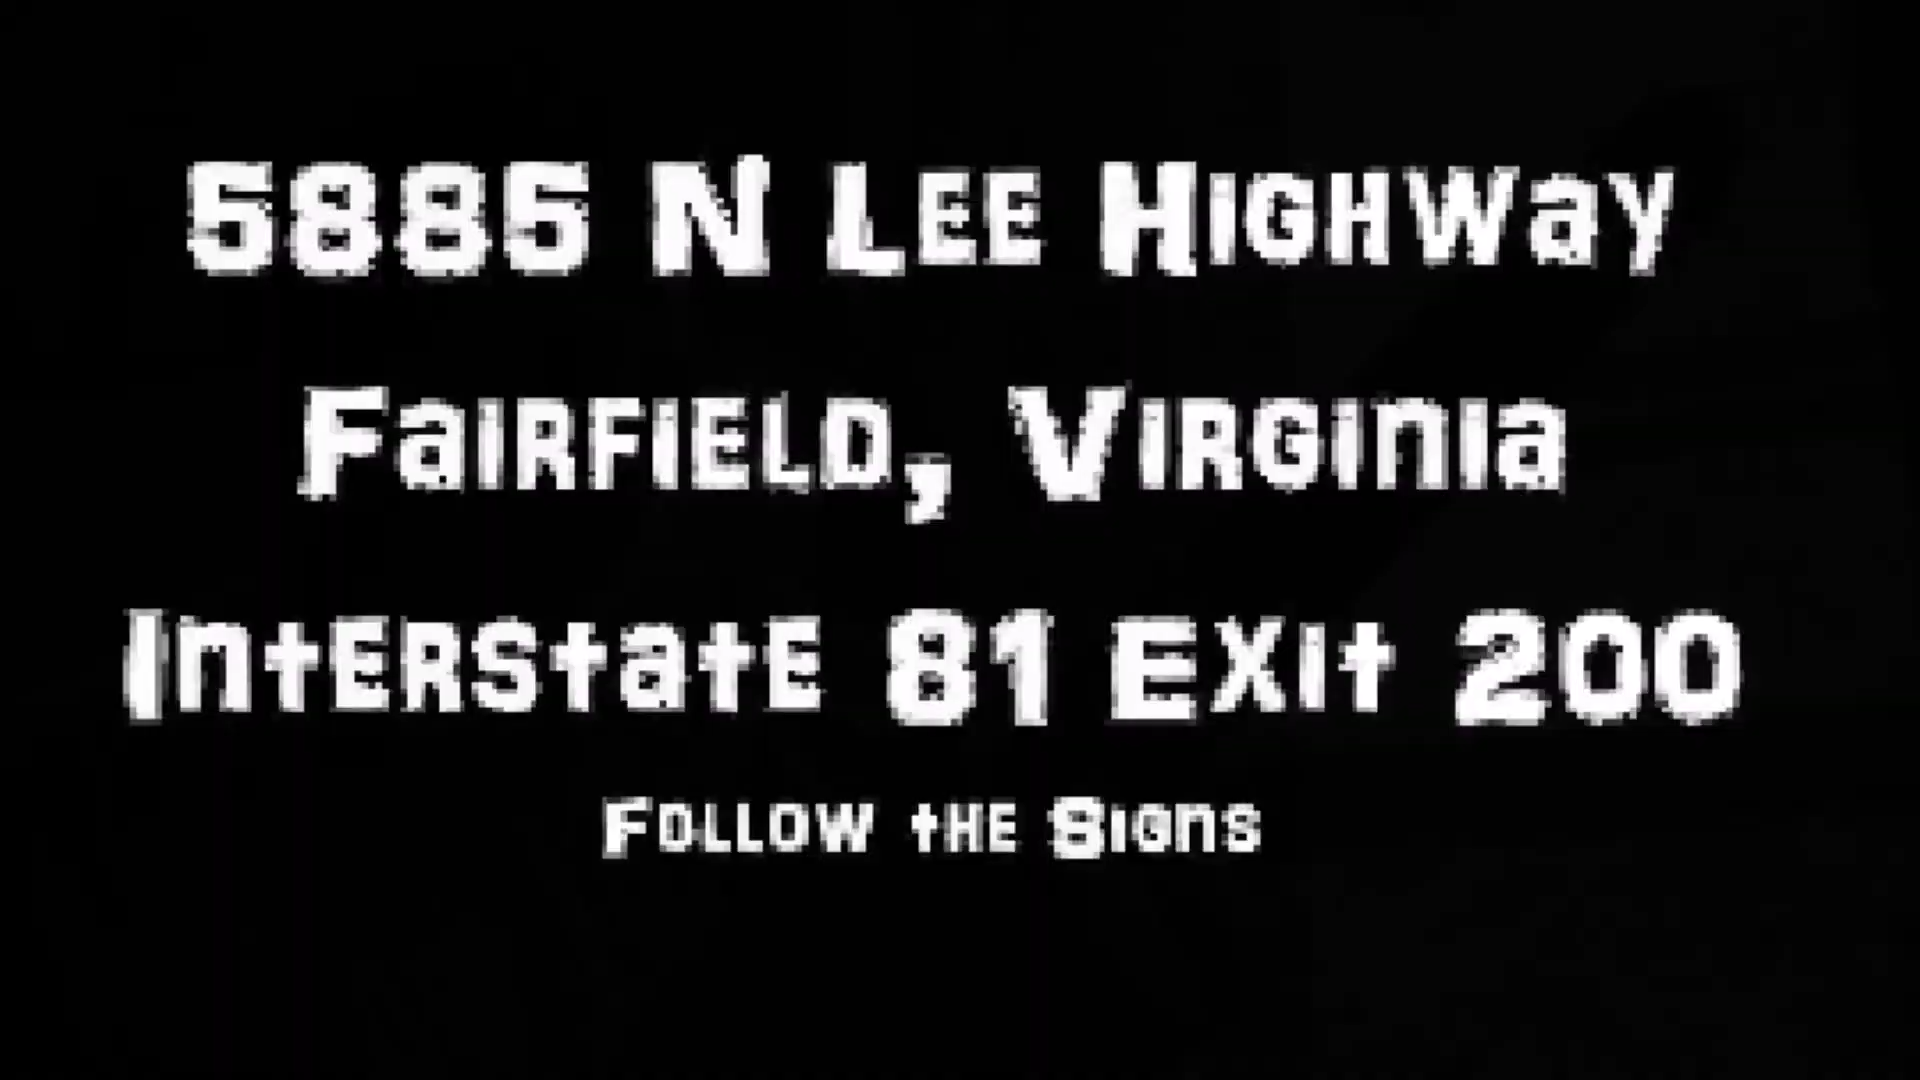 5885 N Lee Highway
Fairfield, Virginia
Interstate 81 Exit 200
Follow the Signs